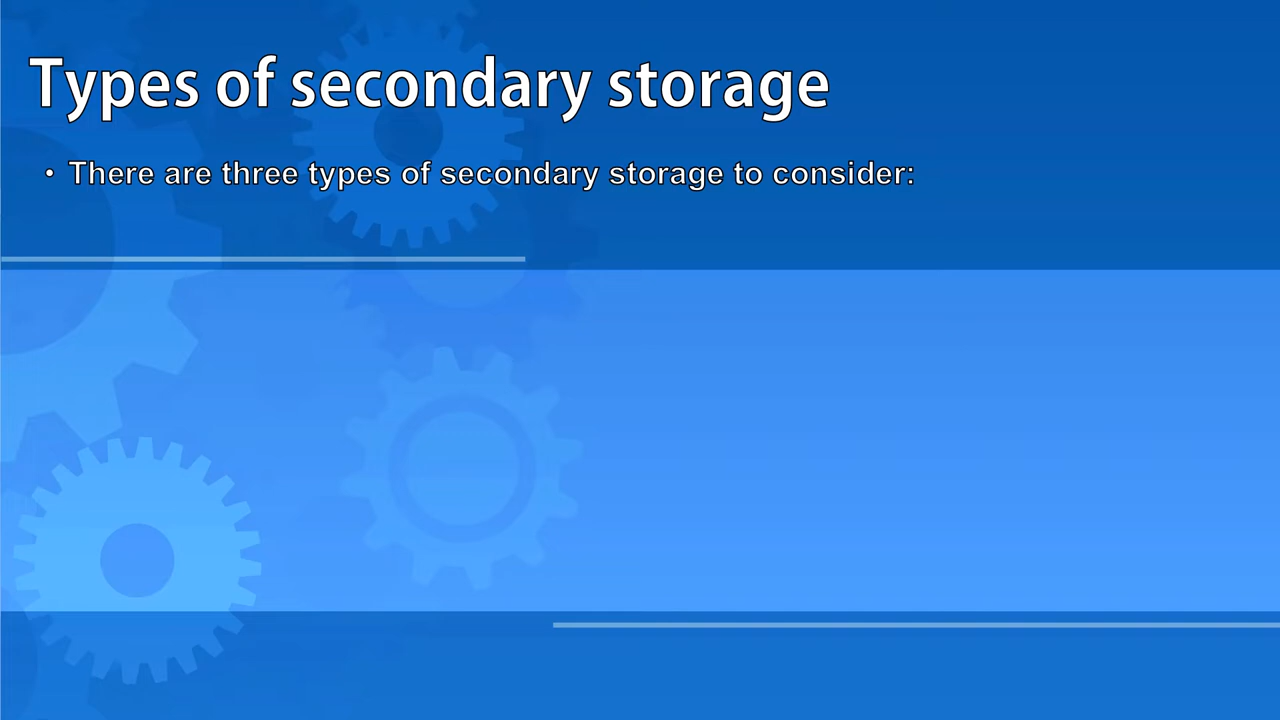 Types of secondary storage
• There are three types of secondary storage to consider: